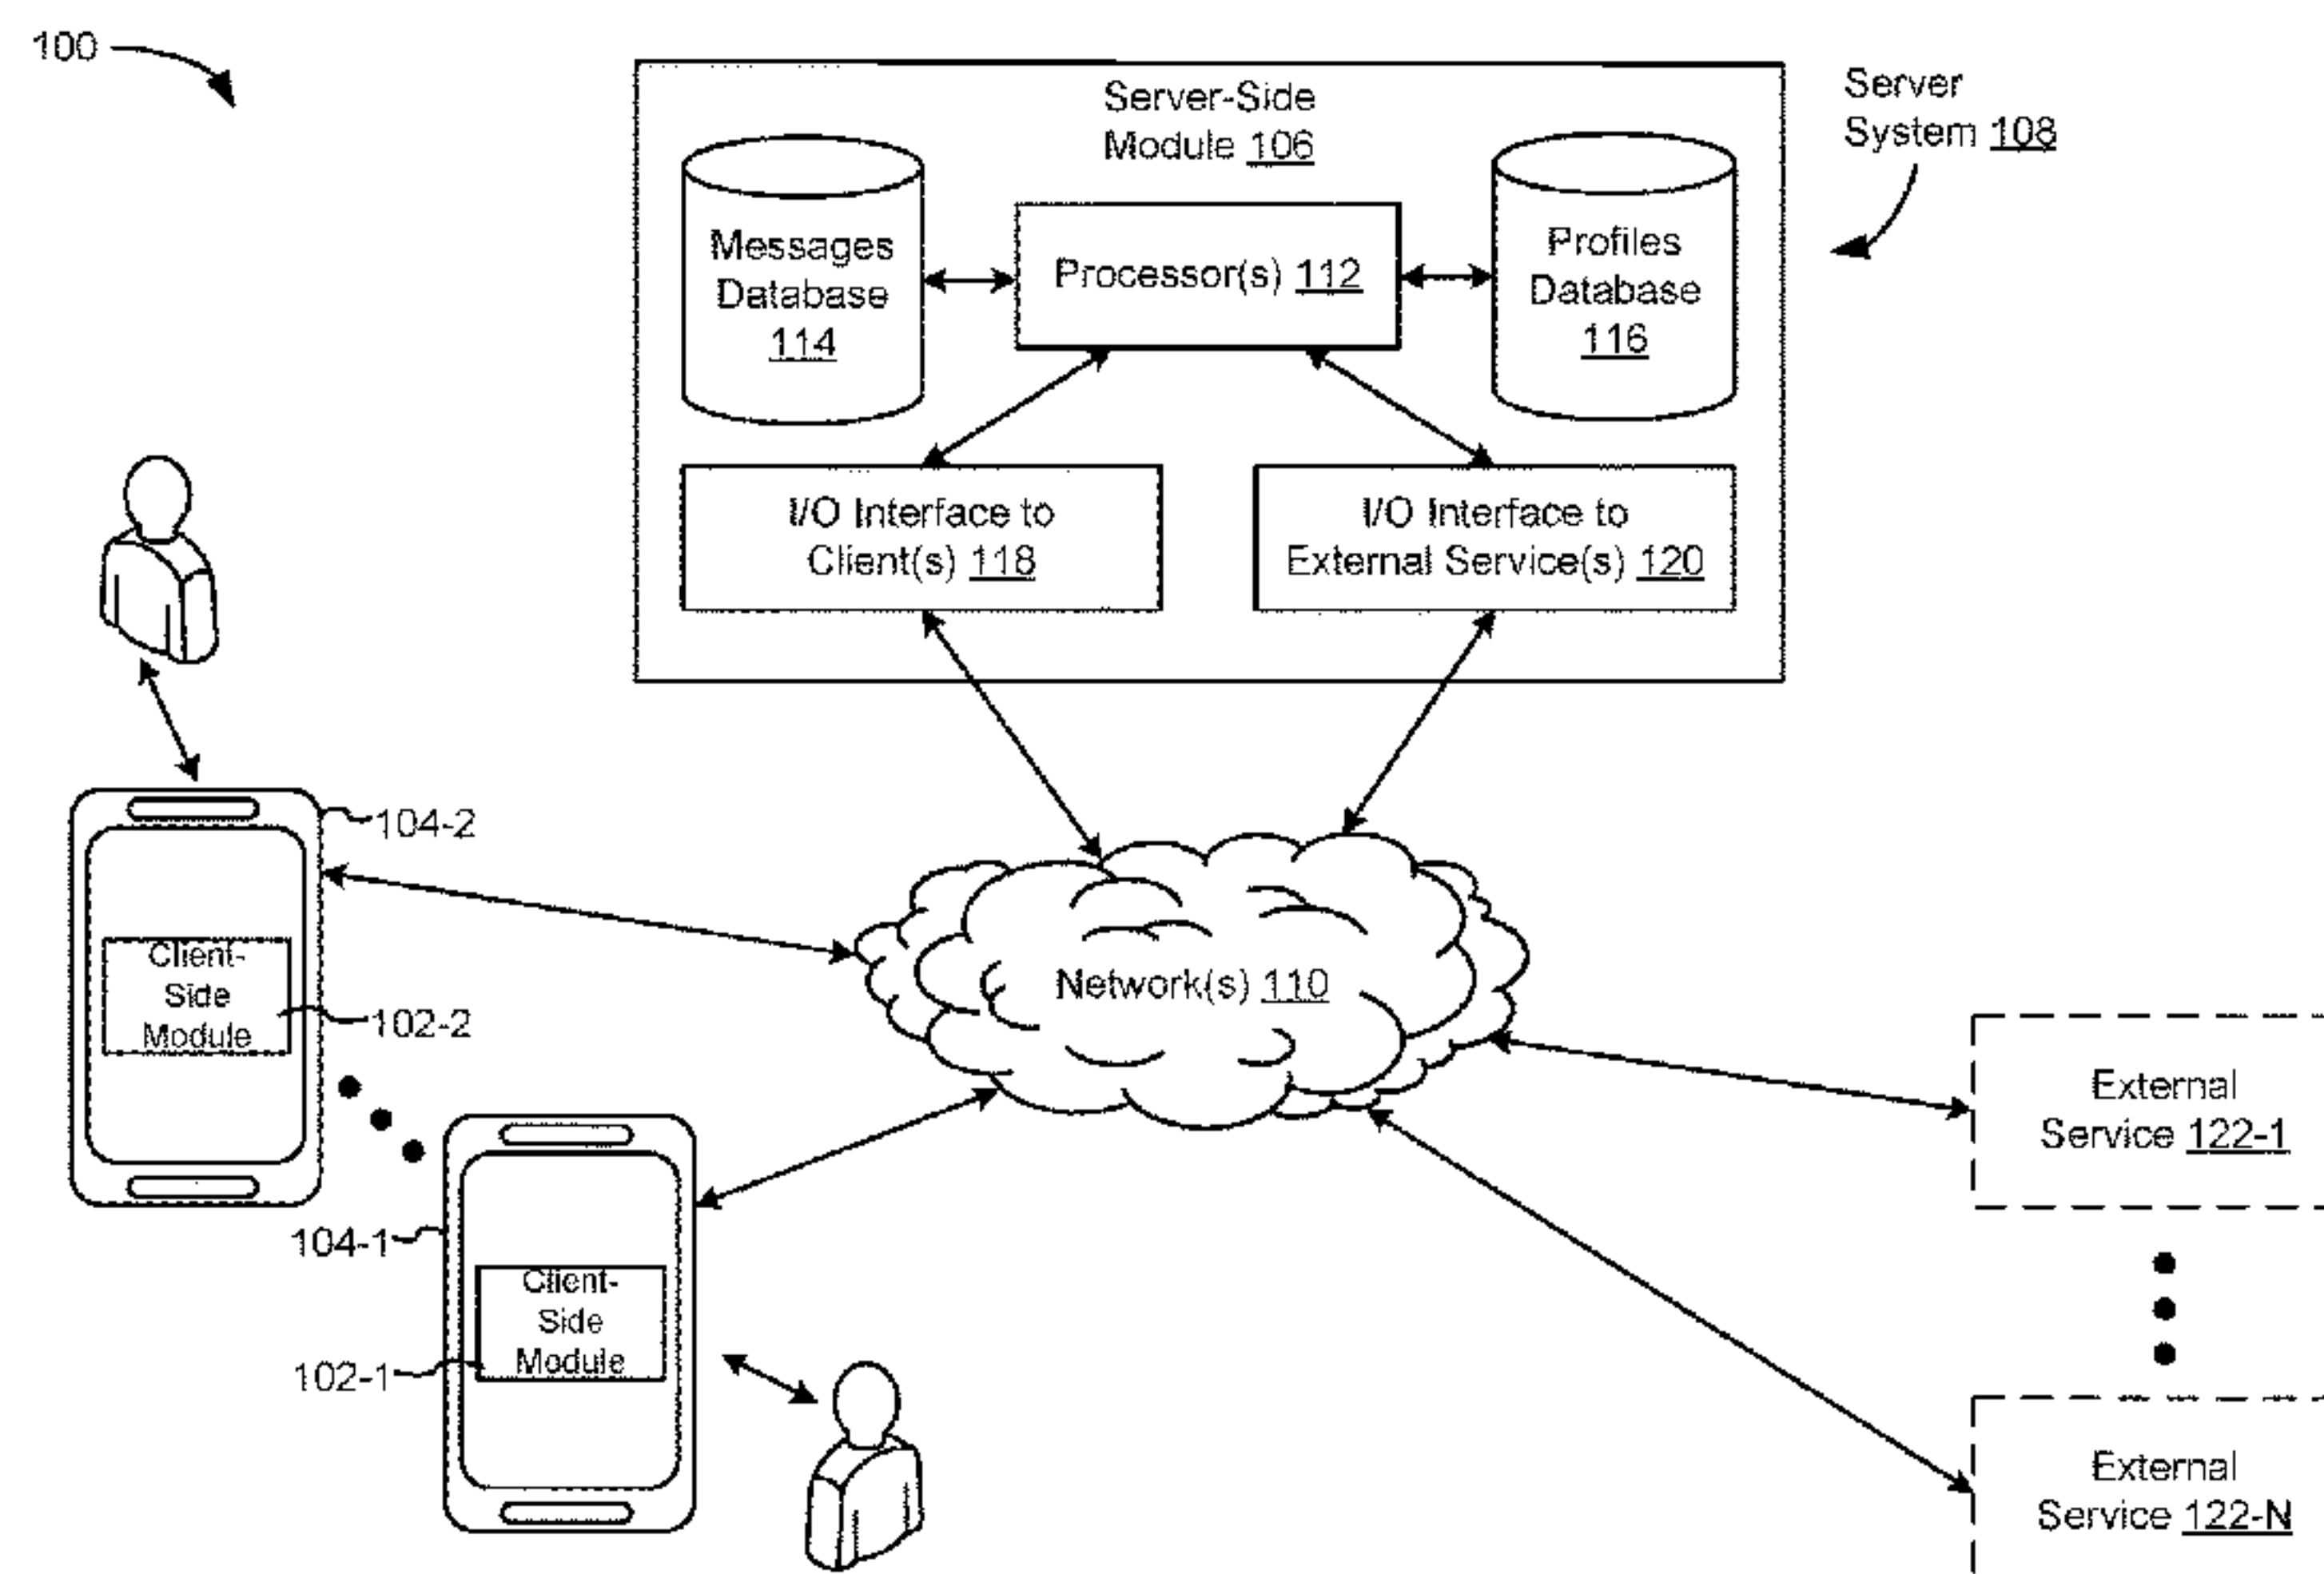 100
Server-Side
Module 106
Server
System 108
Messages
Database
114
Processor(s) 112
Profiles
Database
116
I/O Interface to
Client(s) 118
I/O Interface to
External Service(s) 120
104-2
Client-
Side
Module
102-2
Network(s) 110
External
Service 122-1
104-1
Client-
Side
Module
102-1
External
Service 122-N